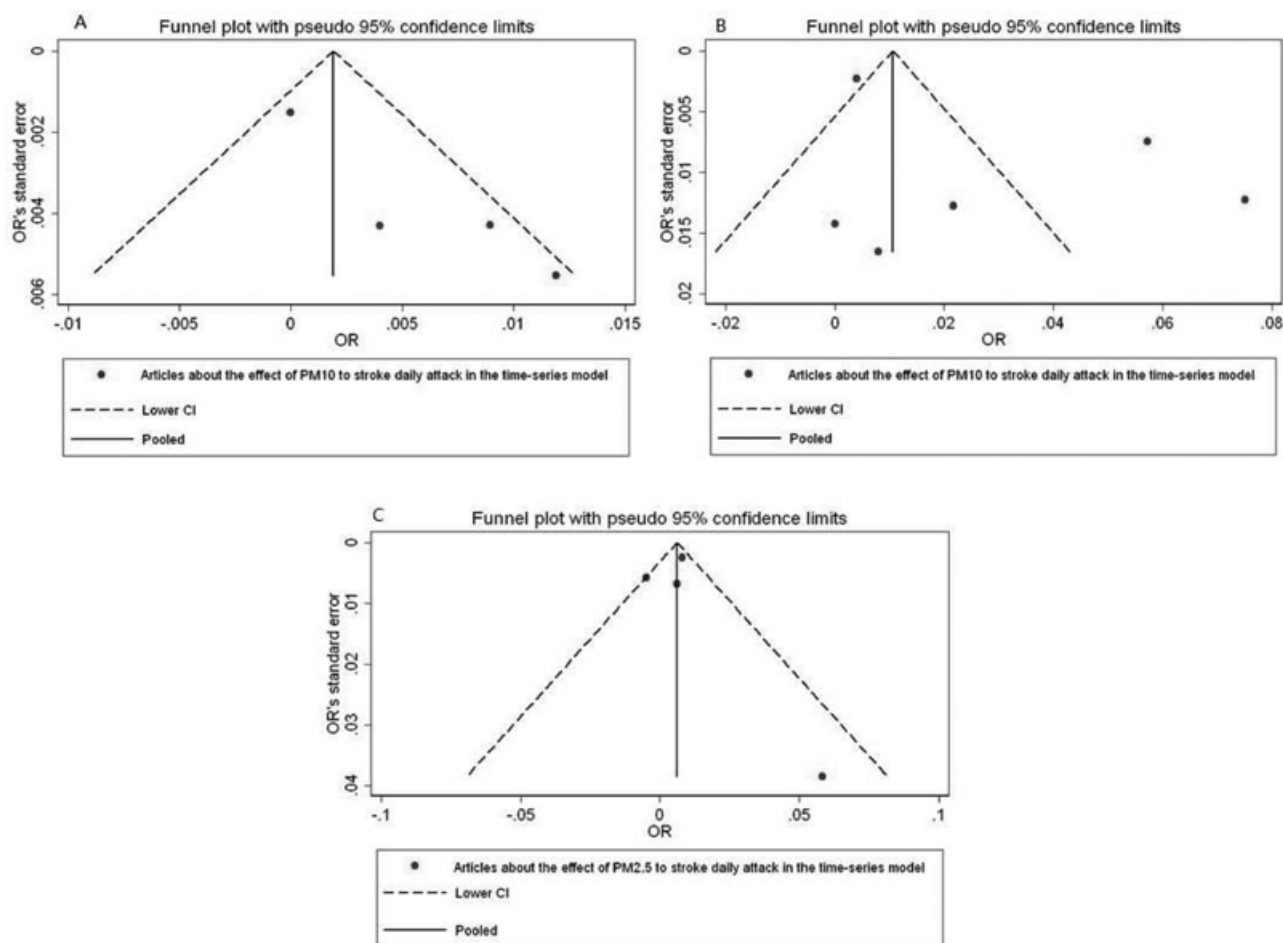 A
Funnel plot with pseudo 95% confidence limits
0
.002
.004
.006
OR's standard error
-.01
-.005
0
.005
.01
.015
OR
Articles about the effect of PM10 to stroke daily attack in the time-series model
Lower CI
Pooled
B
Funnel plot with pseudo 95% confidence limits
0
.005
.01
.015
.02
OR's standard error
-.02
0
.02
.04
.06
.08
OR
Articles about the effect of PM10 to stroke daily attack in the time-series model
Lower CI
Pooled
C
Funnel plot with pseudo 95% confidence limits
0
.01
.02
.03
.04
OR's standard error
-.1
-.05
0
.05
.1
OR
Articles about the effect of PM2.5 to stroke daily attack in the time-series model
Lower CI
Pooled